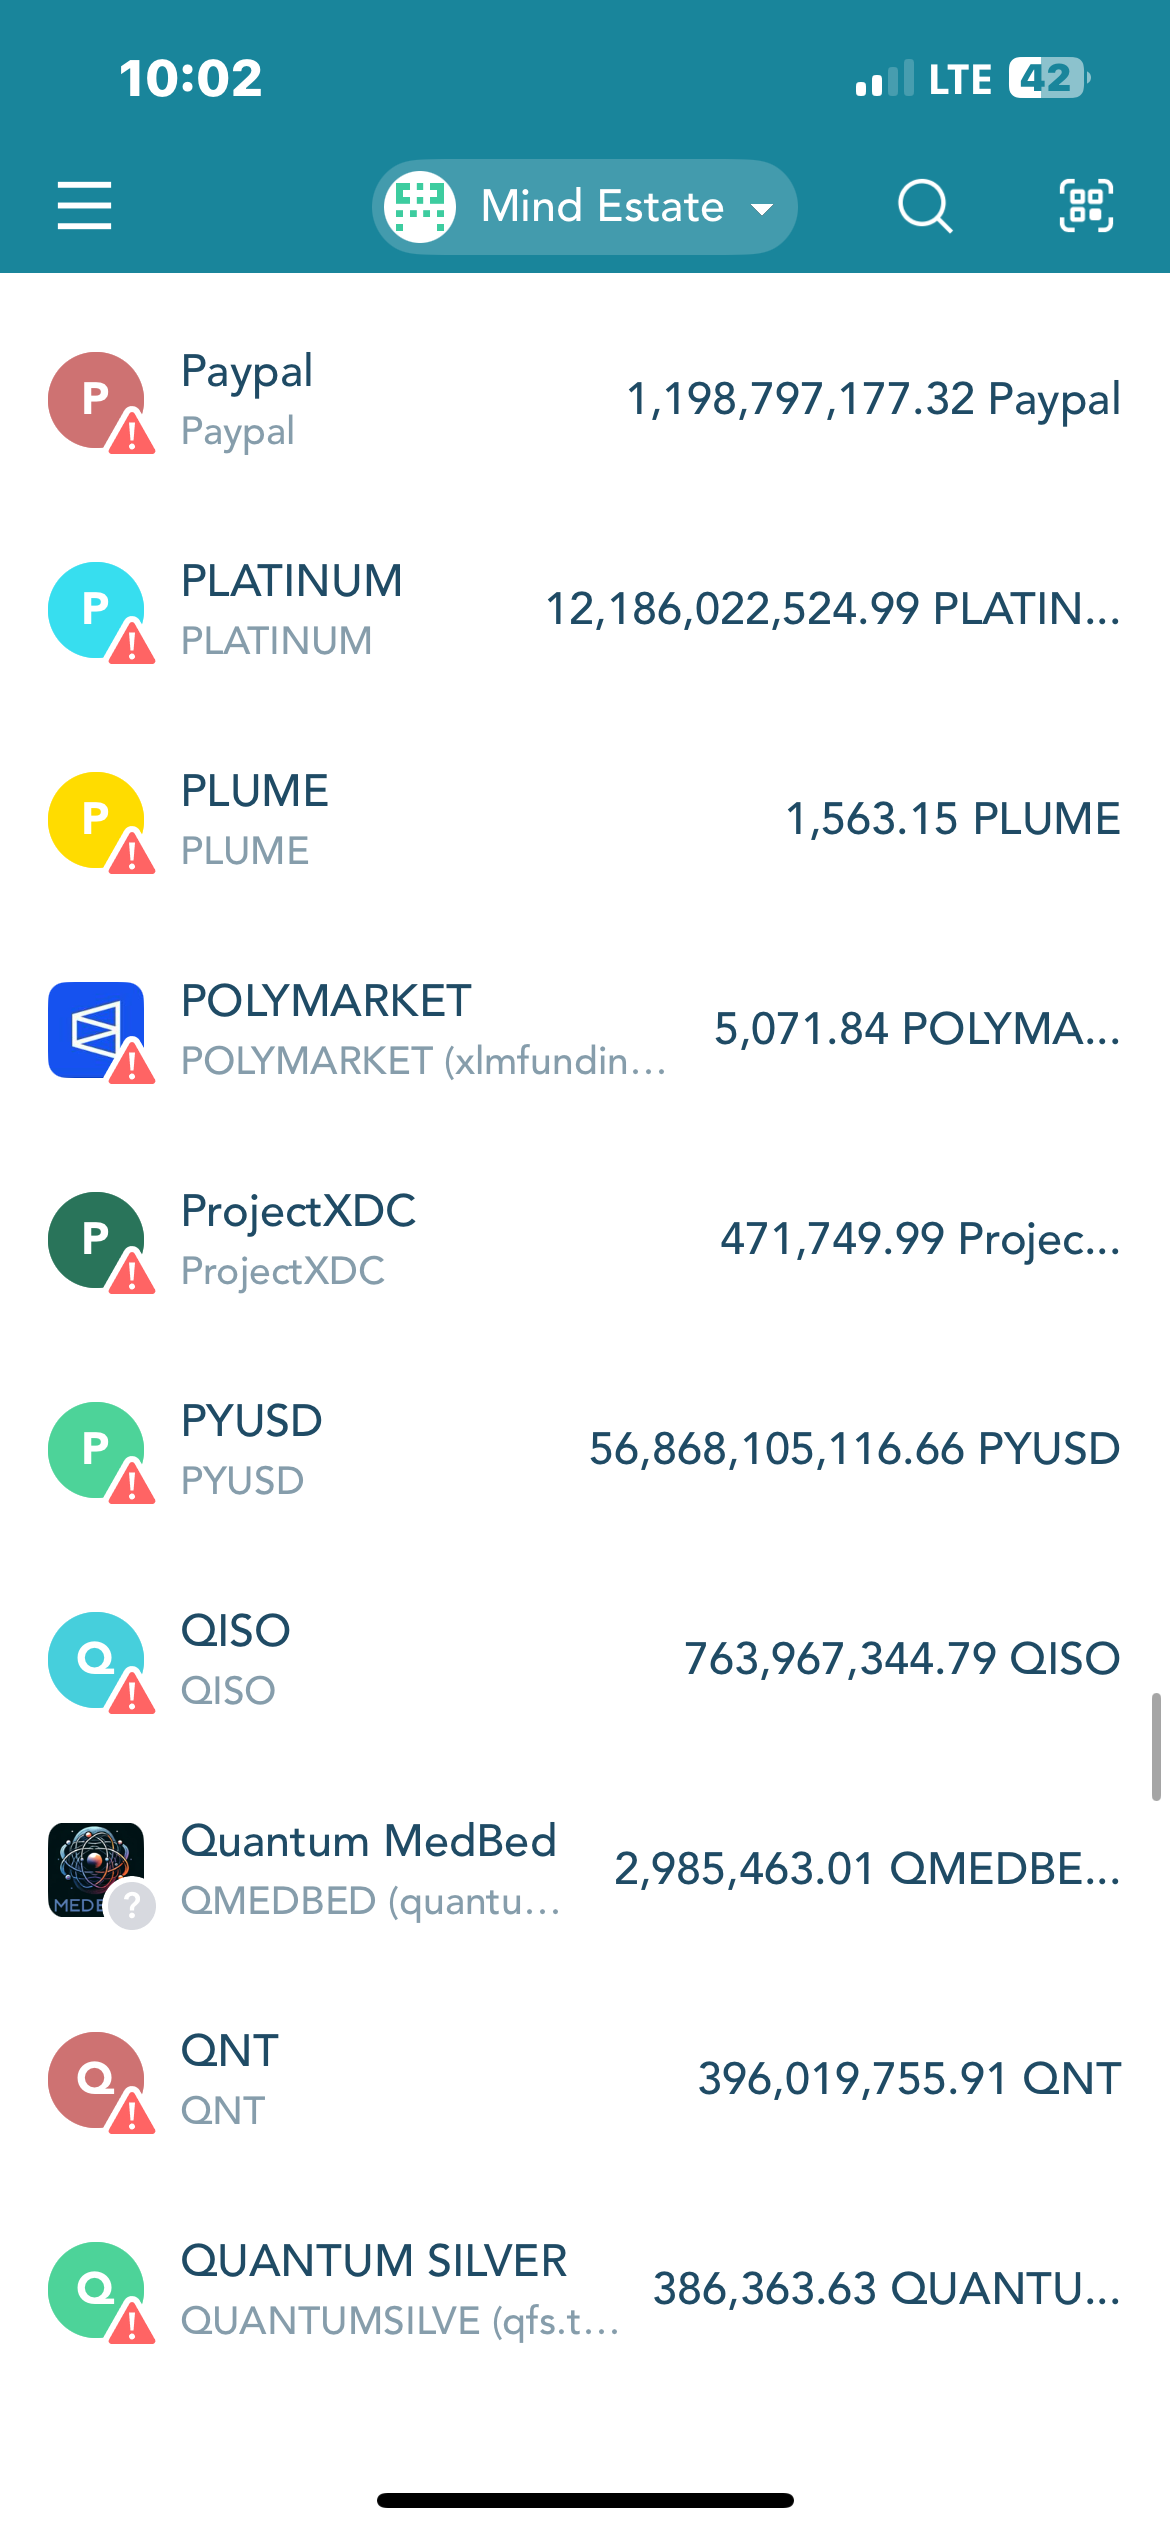 10:02
LTE 42
Mind Estate
P
Paypal
Paypal
1,198,797,177.32 Paypal
P
PLATINUM
PLATINUM
12,186,022,524.99 PLATIN...
P
PLUME
PLUME
1,563.15 PLUME
POLYMARKET
POLYMARKET (xlmfundin...
5,071.84 POLYMA...
P
ProjectXDC
ProjectXDC
471,749.99 Projec...
P
PYUSD
PYUSD
56,868,105,116.66 PYUSD
Q
QISO
QISO
763,967,344.79 QISO
MEDB
?
Quantum MedBed
QMEDBED (quantu...
2,985,463.01 QMEDBE...
Q
QNT
QNT
396,019,755.91 QNT
Q
QUANTUM SILVER
QUANTUMSILVE (qfs.t...
386,363.63 QUANTU...